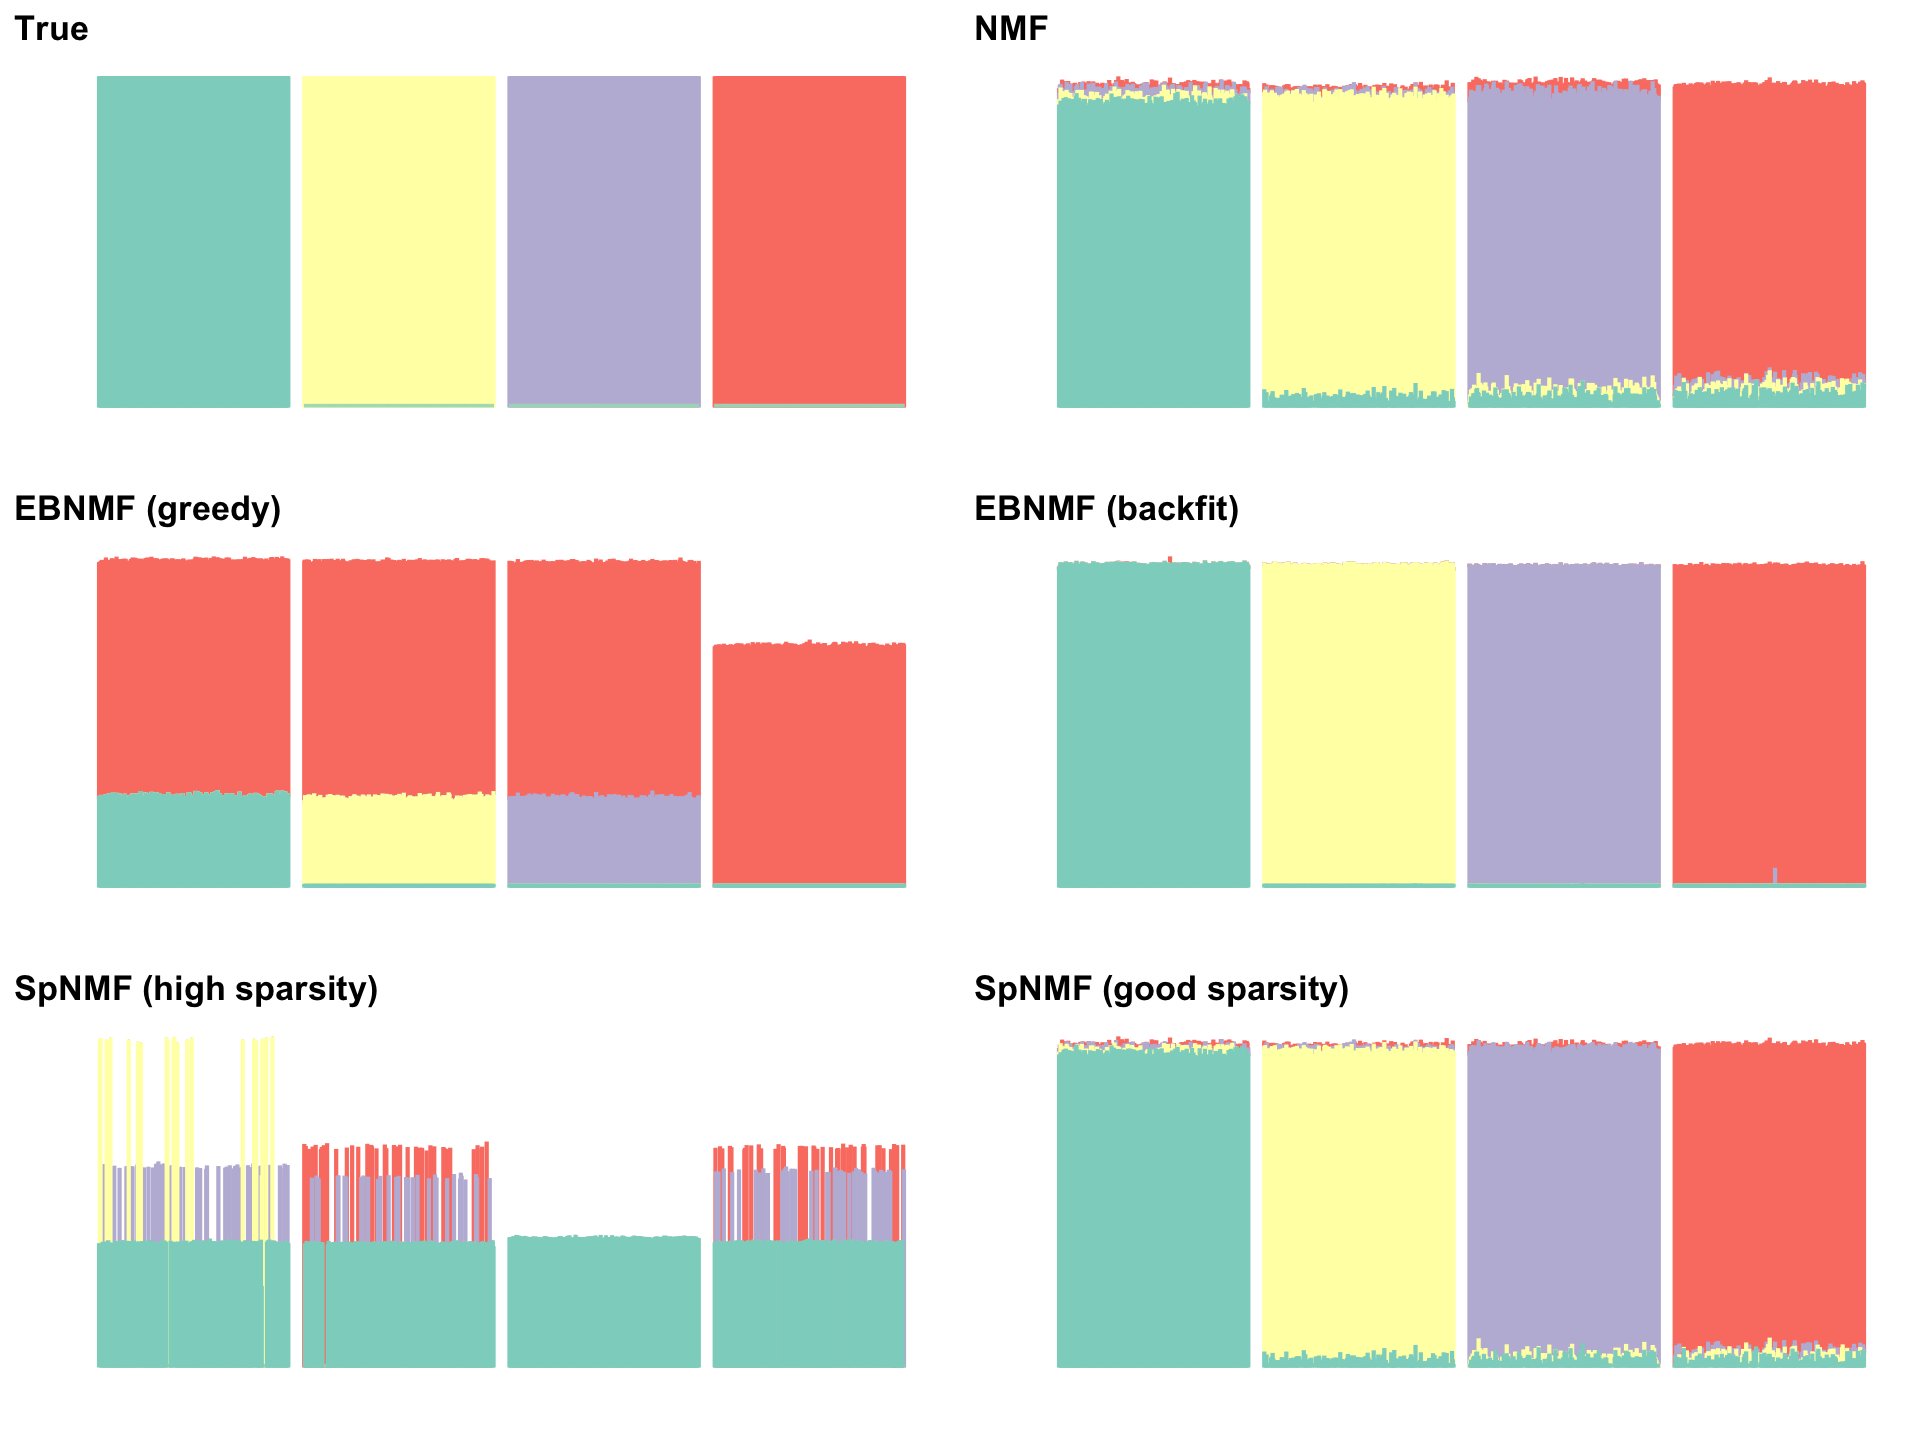 True
NMF
EBNMF (greedy)
EBNMF (backfit)
SpNMF (high sparsity)
SpNMF (good sparsity)